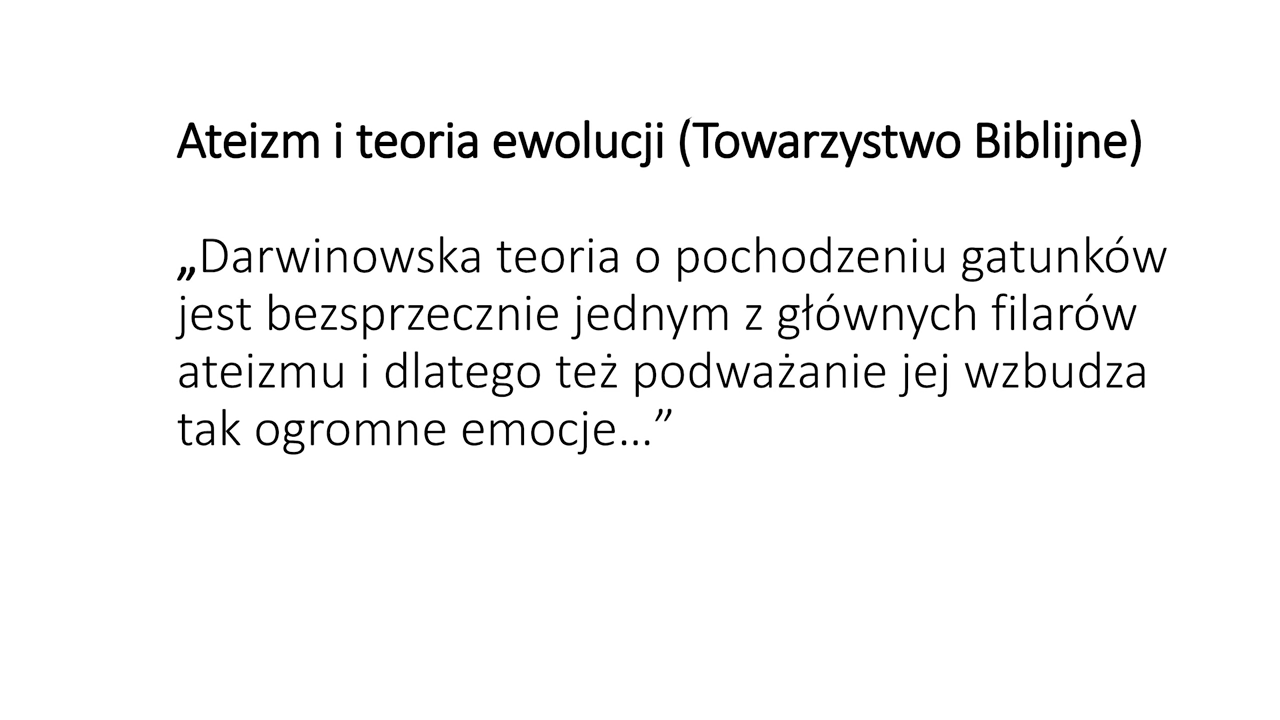 Ateizm i teoria ewolucji (Towarzystwo Biblijne)
„Darwinowska teoria o pochodzeniu gatunków
jest bezsprzecznie jednym z głównych filarów
ateizmu i dlatego też podważanie jej wzbudza
tak ogromne emocje…”